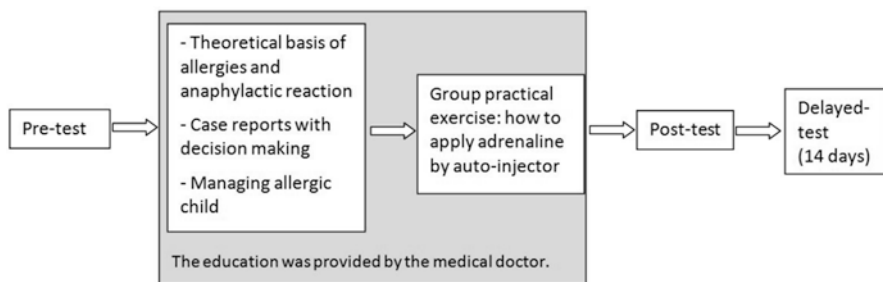 Pre-test
- Theoretical basis of
allergies and
anaphylactic reaction
- Case reports with
decision making
- Managing allergic
child
Group practical
exercise: how to
apply adrenaline
by auto-injector
The education was provided by the medical doctor.
Post-test
Delayed-
test
(14 days)